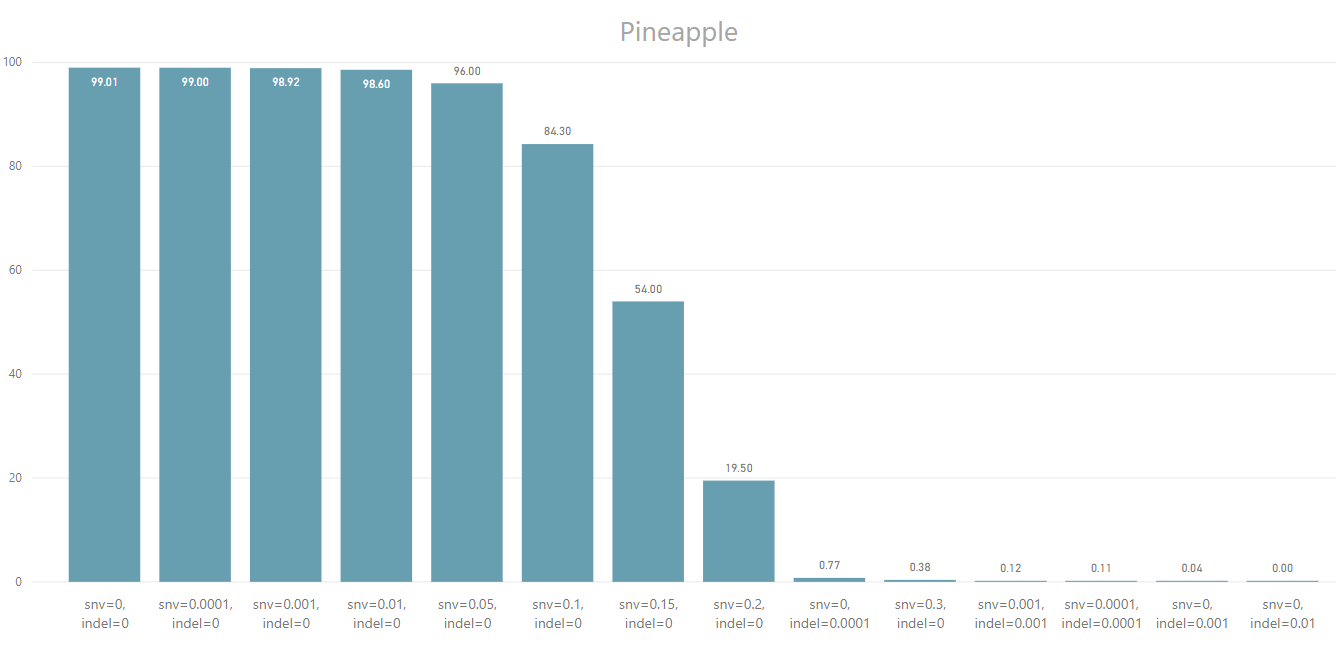 Pineapple
100
80
60
40
20
0
99.01
99.00
98.92
98.60
96.00
84.30
54.00
19.50
0.77
0.38
0.12
0.11
0.04
0.00
snv=0,
indel=0
snv=0.0001,
indel=0
snv=0.001,
indel=0
snv=0.01,
indel=0
snv=0.05,
indel=0
snv=0.1,
indel=0
snv=0.15,
indel=0
snv=0.2,
indel=0
snv=0,
indel=0.0001
snv=0.3,
indel=0
snv=0.001,
indel=0.001
snv=0.0001,
indel=0.0001
snv=0,
indel=0.001
snv=0,
indel=0.01